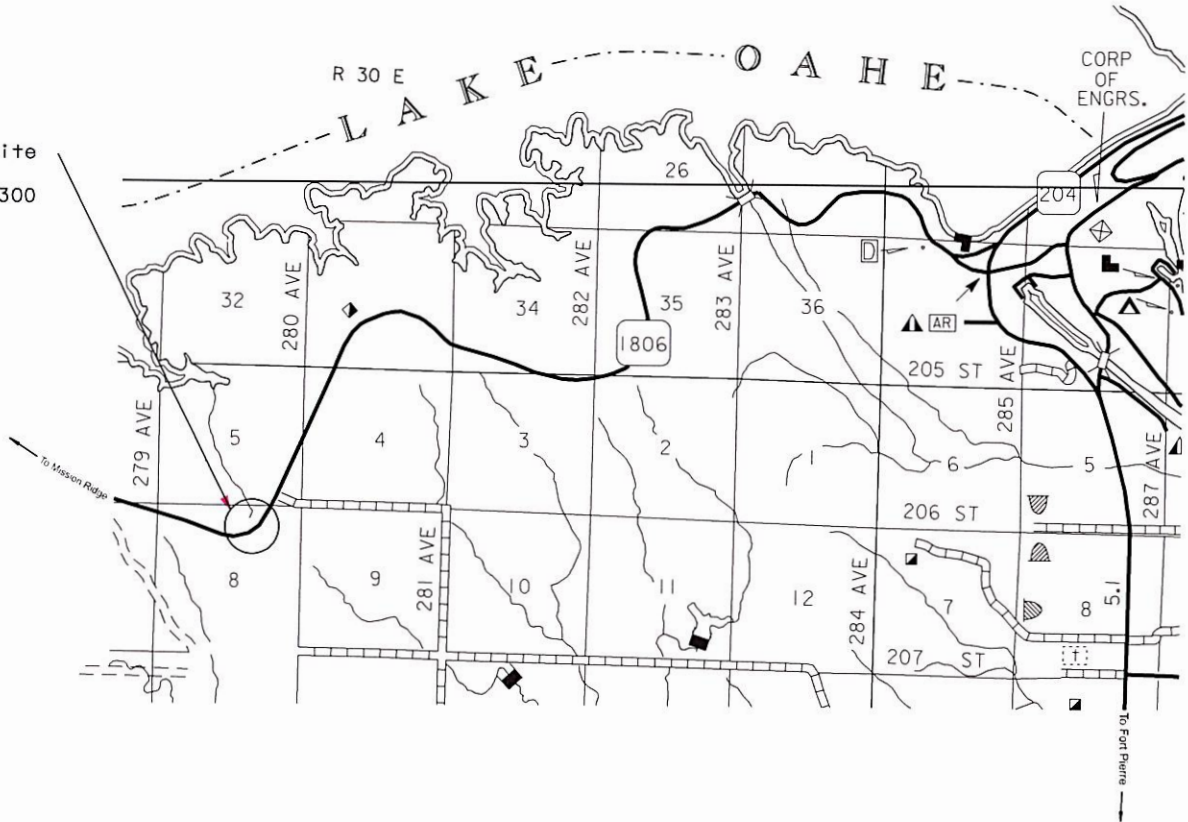 R 30 E
LAKE OAHE
CORP
OF
ENGRS.
ite
300
204
26
D
32
280 AVE
34
282 AVE
35
283 AVE
36
1806
AR
205 ST
285 AVE
279 AVE
5
4
3
2
1
6
5
287 AVE
To Mission Ridge
206 ST
8
9
281 AVE
10
11
12
284 AVE
7
8
5.1
207 ST
To Fort Pierre